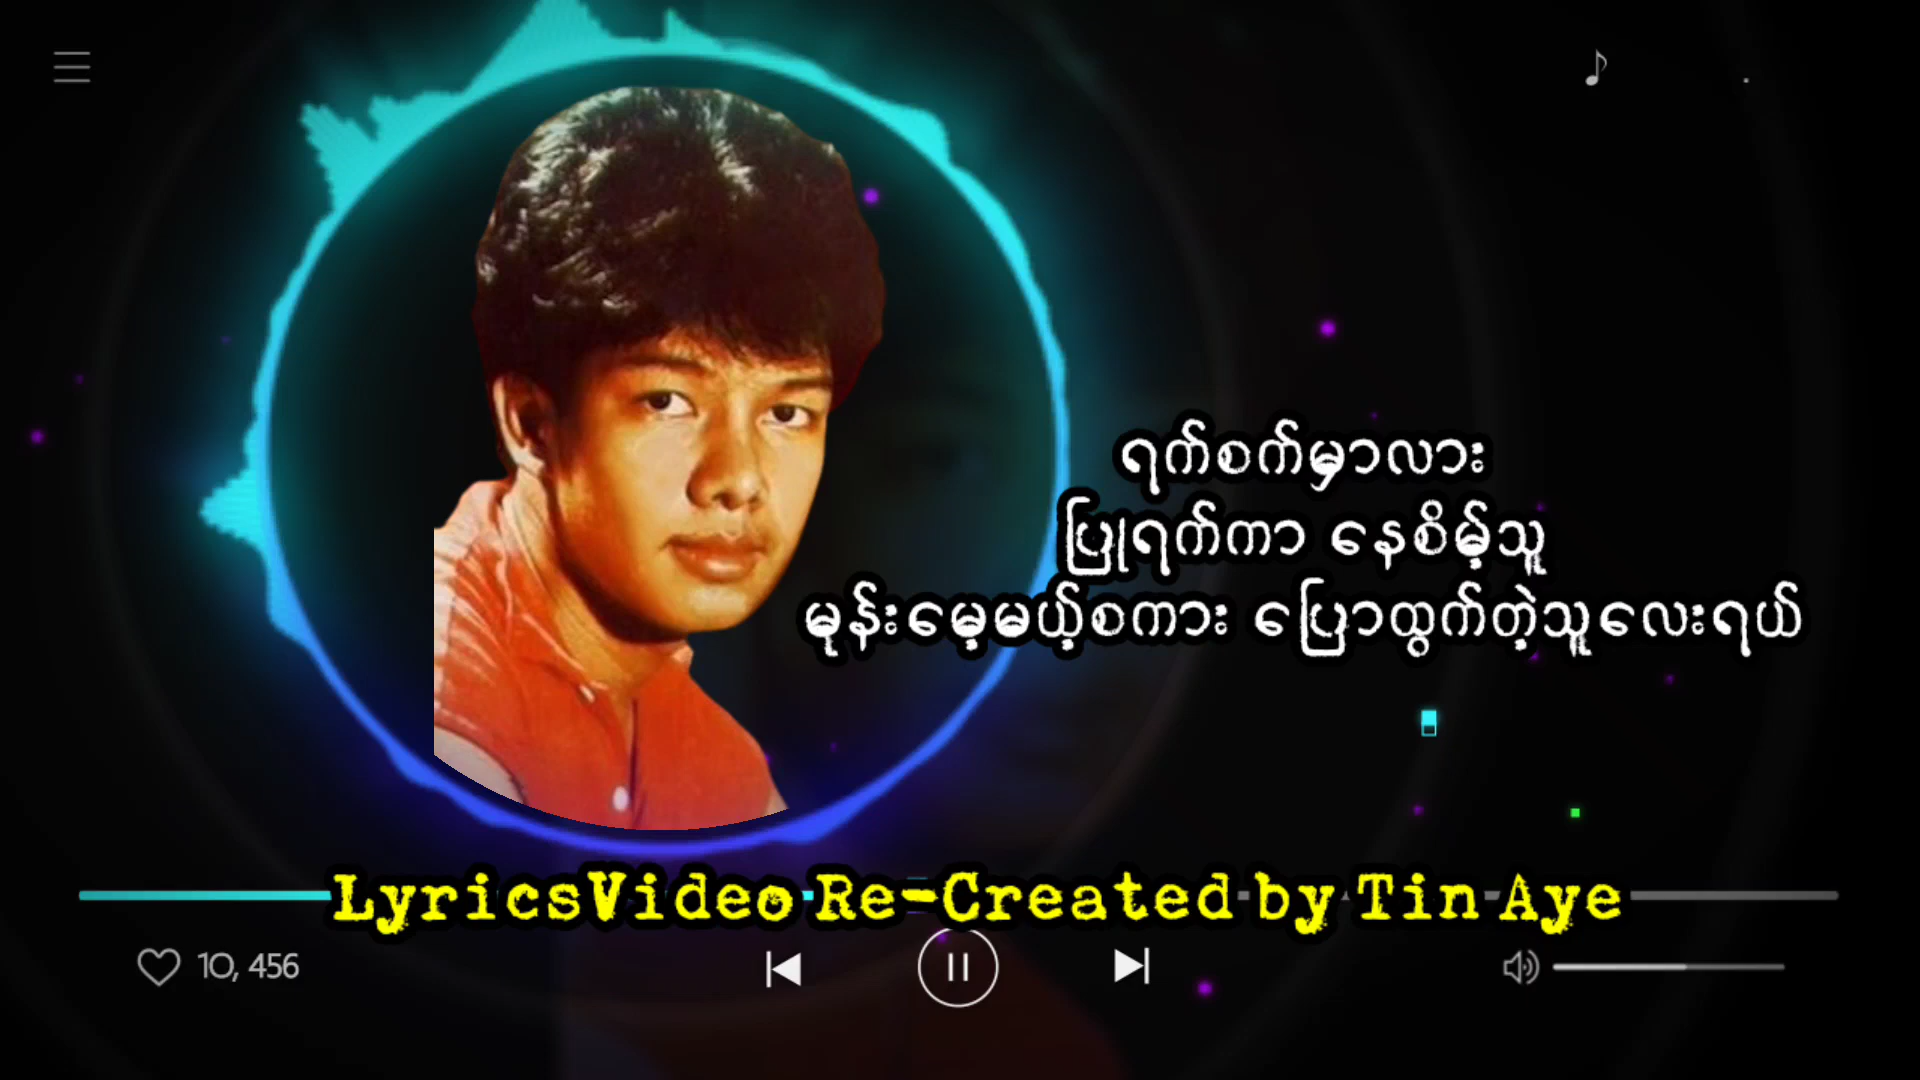 ရက်စက်မှာလား
ပြုရက်ကာ နေစိမ့်သူ
မုန်းမေ့မယ့်စကား ပြောထွက်တဲ့သူလေးရယ်
LyricsVideo Re-Created by Tin Aye
10, 456